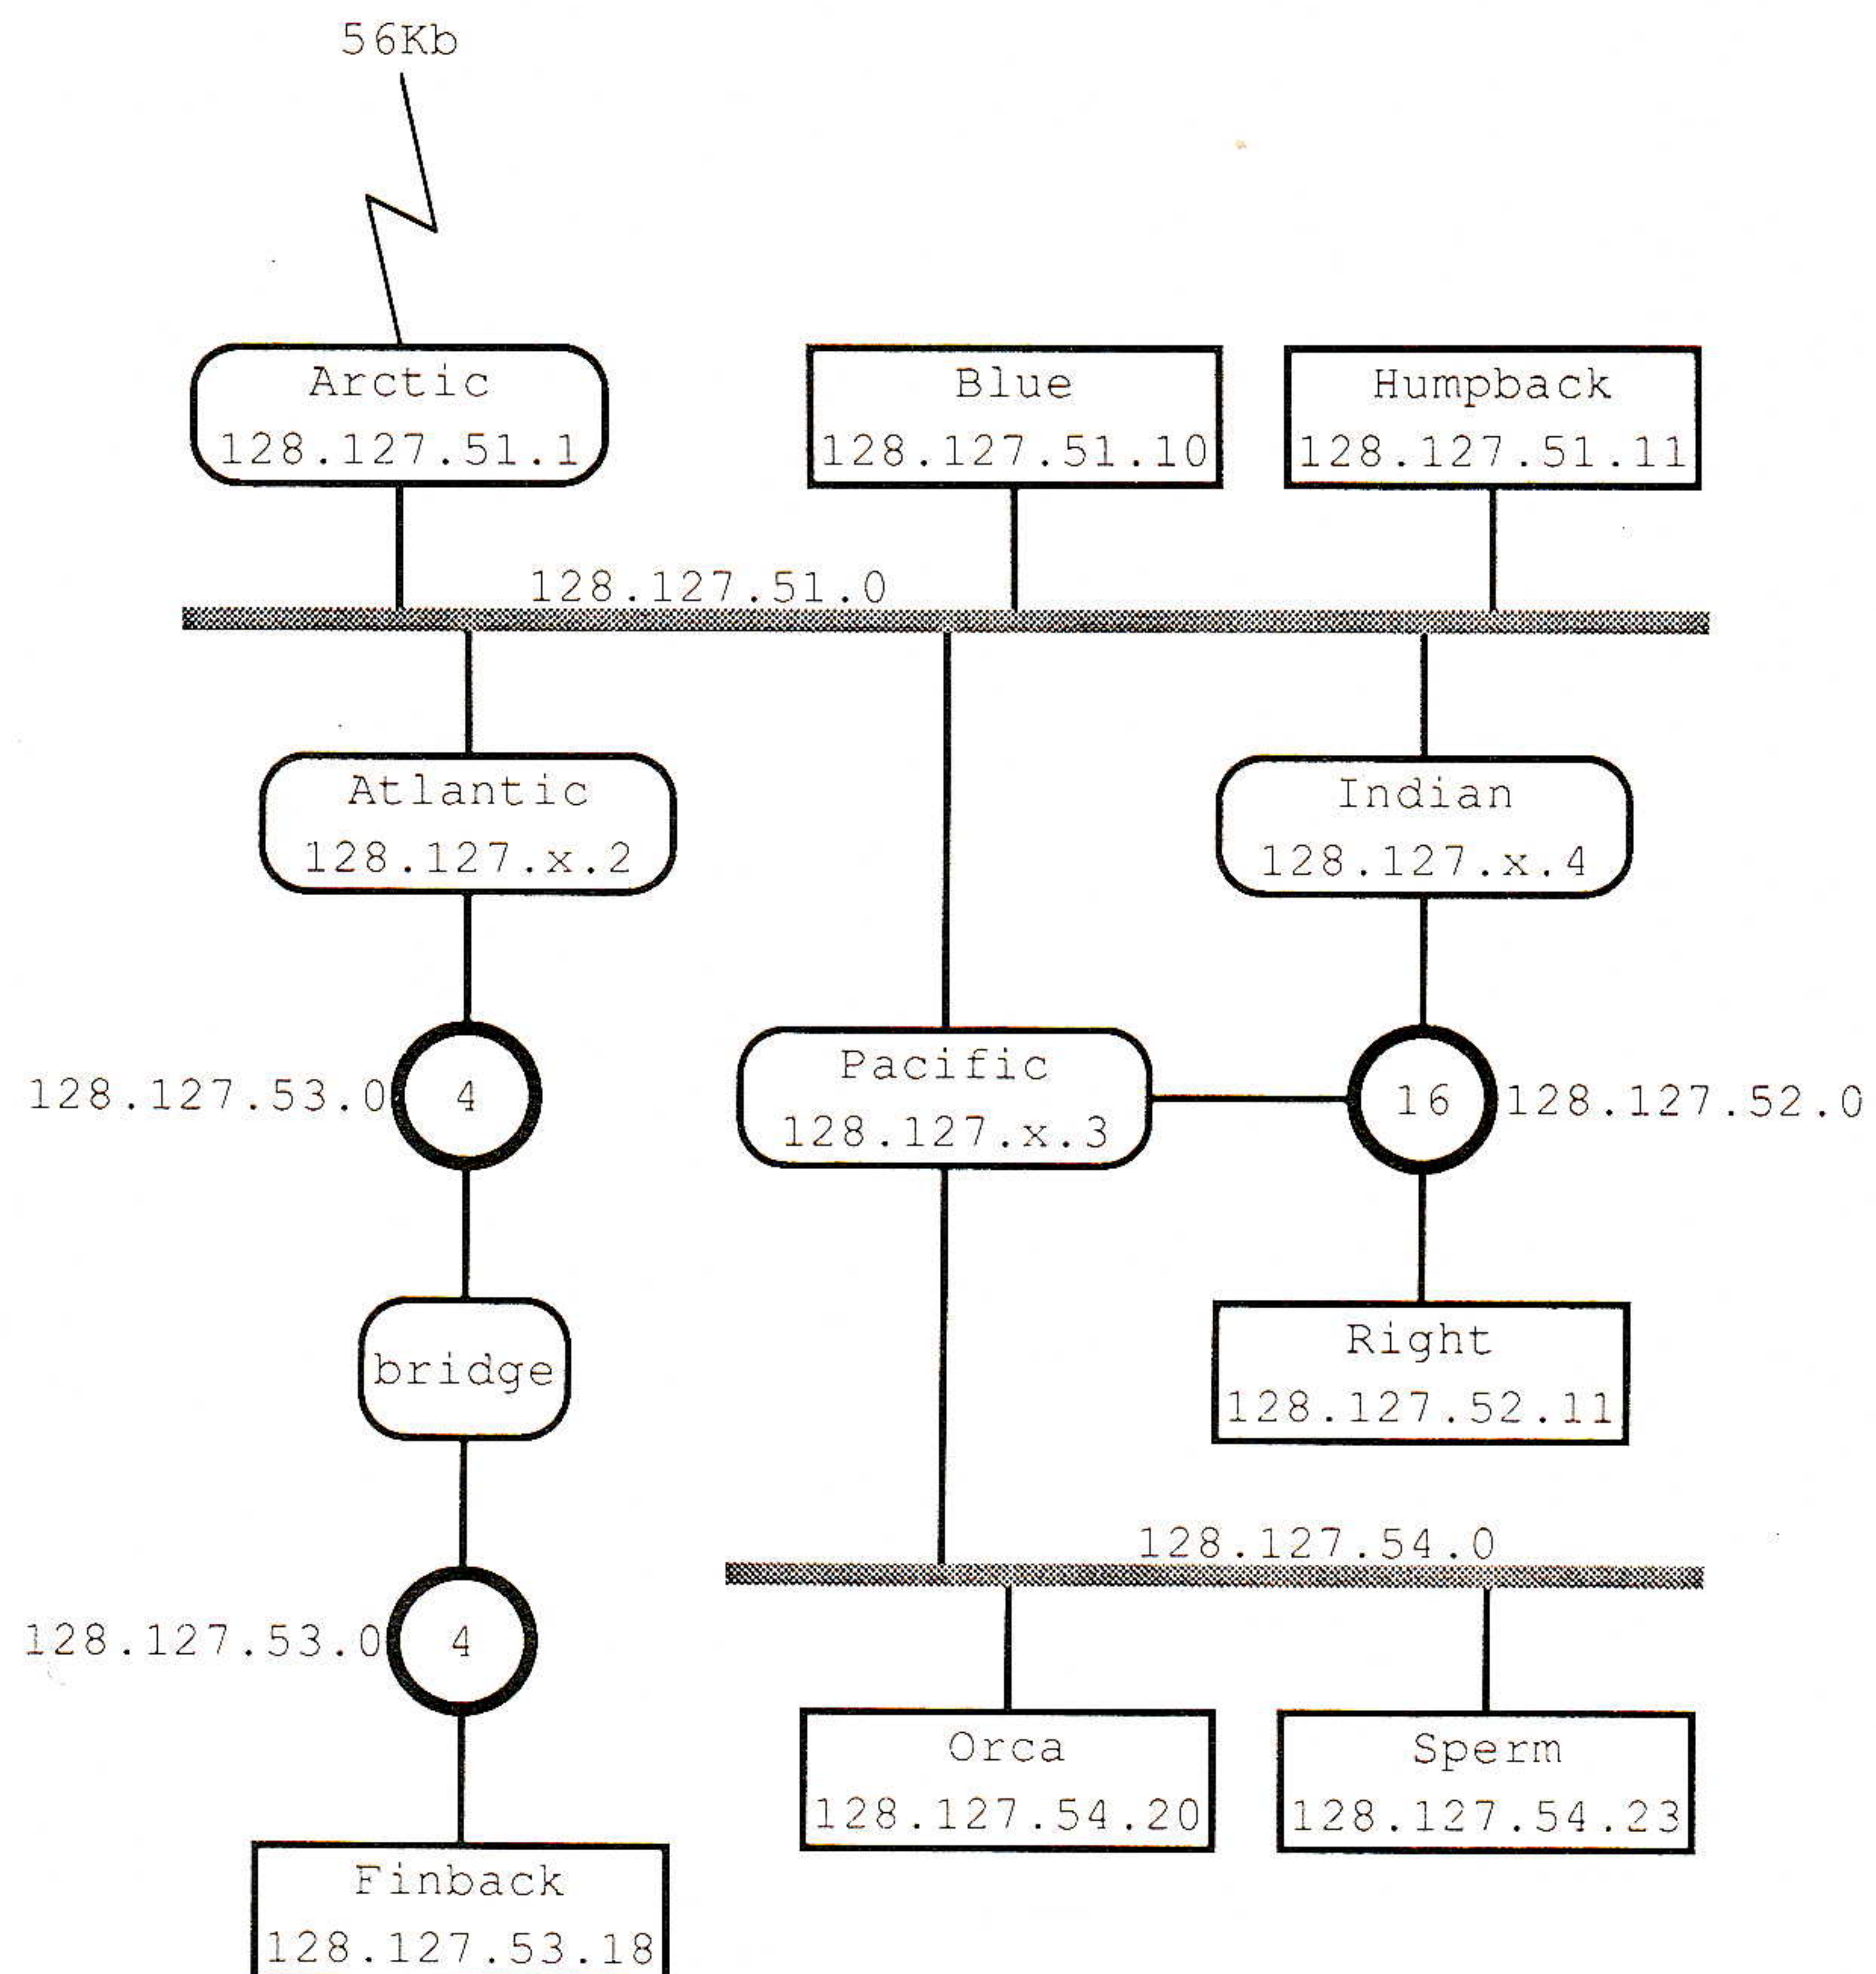 56Kb
Arctic
128.127.51.1
Blue
128.127.51.10
Humpback
128.127.51.11
128.127.51.0
Atlantic
128.127.x.2
Indian
128.127.x.4
128.127.53.0
4
Pacific
128.127.x.3
16
128.127.52.0
bridge
Right
128.127.52.11
128.127.54.0
128.127.53.0
4
Orca
128.127.54.20
Sperm
128.127.54.23
Finback
128.127.53.18